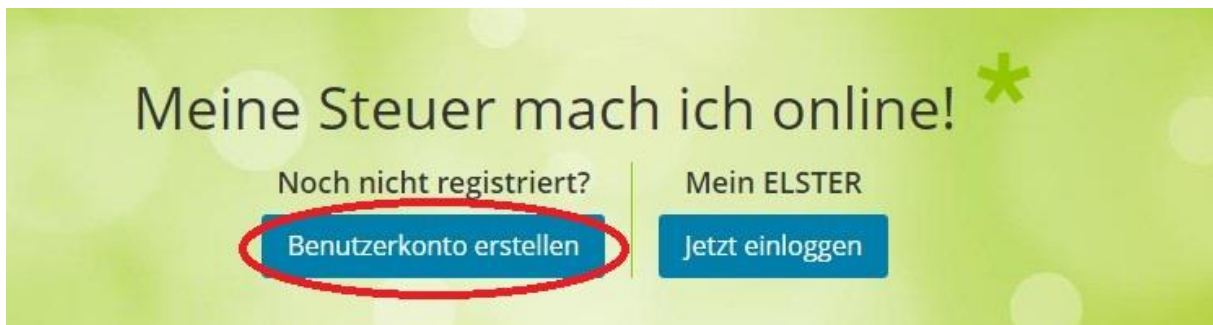 Meine Steuer mach ich online! *
Noch nicht registriert?
Benutzerkonto erstellen
Mein ELSTER
Jetzt einloggen